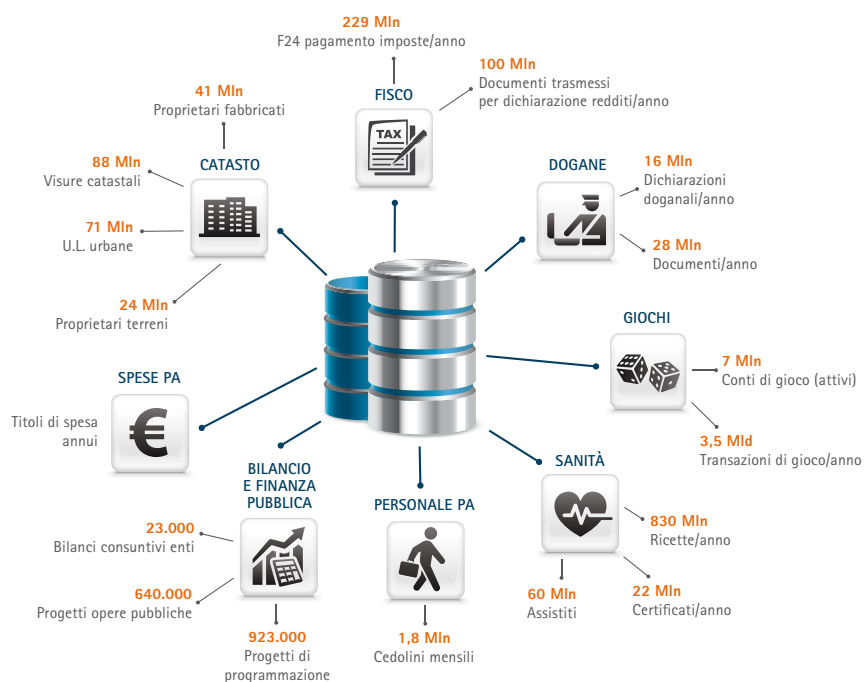 229 Mln
F24 pagamento imposte/anno
100 Mln
Documenti trasmessi
per dichiarazione redditi/anno
FISCO
TAX
41 Mln
Proprietari fabbricati
CATASTO
88 Mln
Visure catastali
71 Mln
U.L. urbane
24 Mln
Proprietari terreni
DOGANE
16 Mln
Dichiarazioni
doganali/anno
28 Mln
Documenti/anno
GIOCHI
7 Mln
Conti di gioco (attivi)
3,5 Mld
Transazioni di gioco/anno
SPESE PA
Titoli di spesa
annui
€
BILANCIO
E FINANZA
PUBBLICA
23.000
Bilanci consuntivi enti
640.000
Progetti opere pubbliche
923.000
Progetti di
programmazione
PERSONALE PA
1,8 Mln
Cedolini mensili
SANITÀ
830 Mln
Ricette/anno
60 Mln
Assistiti
22 Mln
Certificati/anno